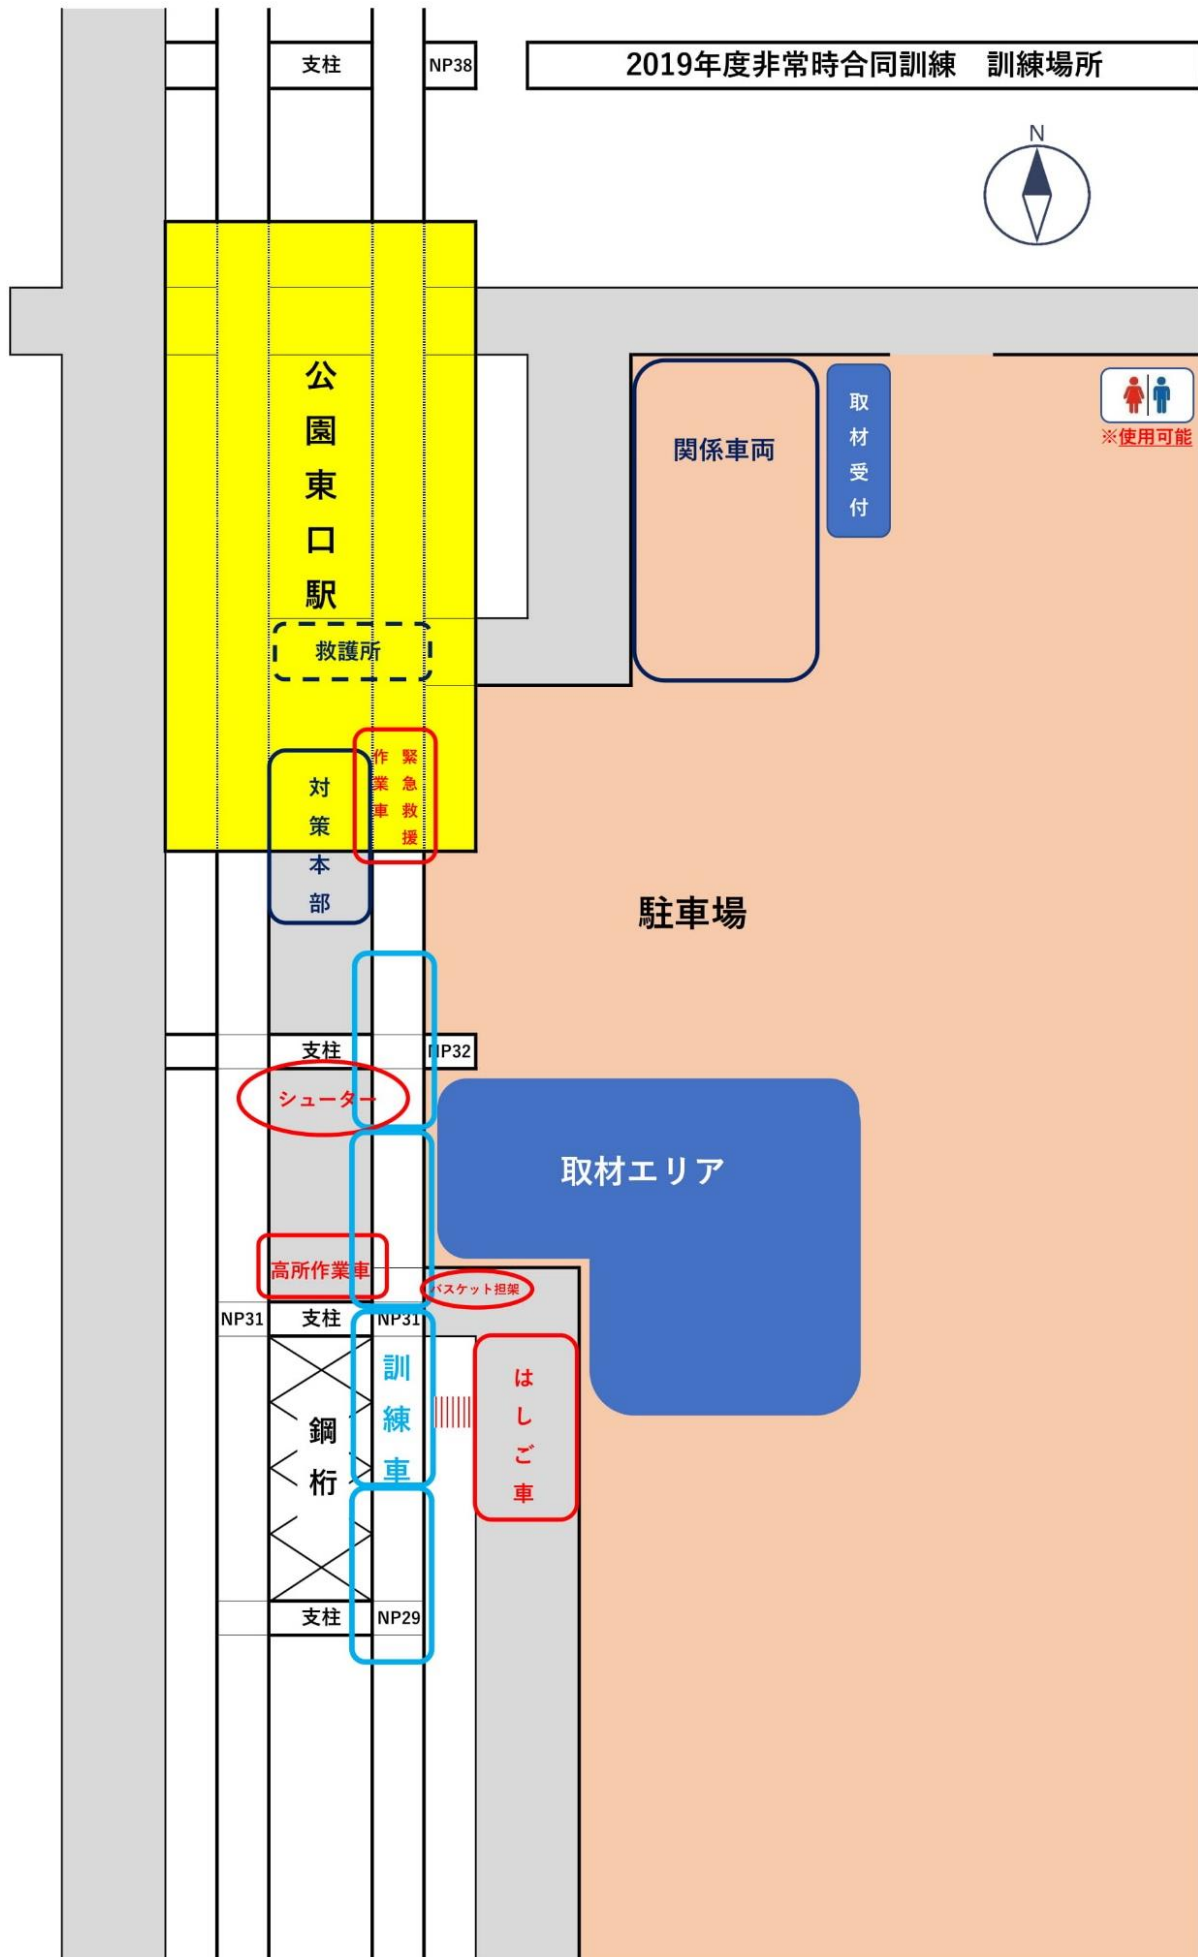 支柱
NP38
2019年度非常時合同訓練　訓練場所
N
公園東口駅
関係車両
取材受付
※使用可能
救護所
緊急救援
作業車
対策本部
駐車場
支柱
NP32
シューター
取材エリア
高所作業車
バスケット担架
NP31
支柱
NP31
訓練車
はしご車
鋼桁
支柱
NP29